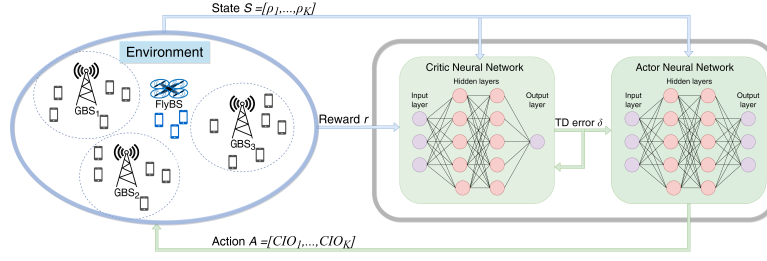 State S=[ρ1,...,ρK]
Environment
GBS1
FlyBS
GBS3
GBS2
Reward r
Critic Neural Network
Hidden layers
Input
layer
Output
layer
TD error δ
Actor Neural Network
Hidden layers
Input
layer
Output
layer
Action A =[CIO1,...,CIOK]